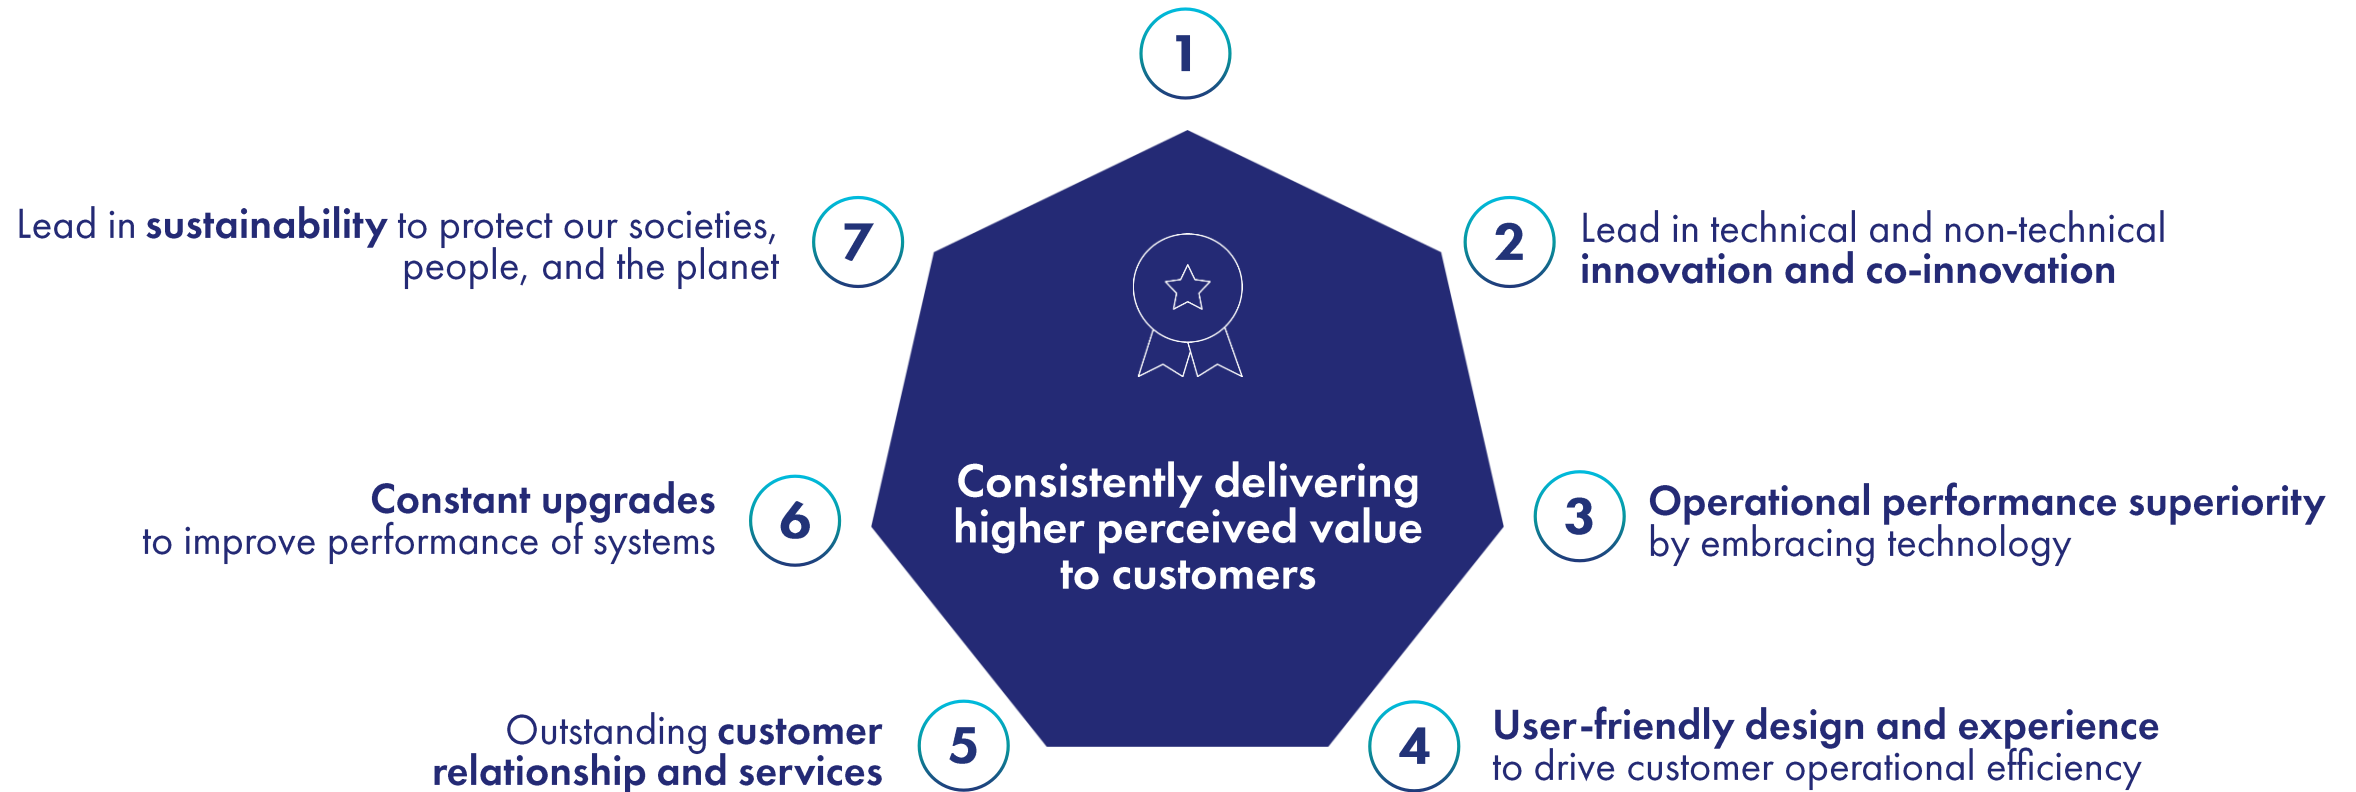 1
2
Lead in technical and non-technical
innovation and co-innovation
3
Operational performance superiority
by embracing technology
4
User-friendly design and experience
to drive customer operational efficiency
5
Outstanding customer
relationship and services
6
Constant upgrades
to improve performance of systems
7
Lead in sustainability to protect our societies,
people, and the planet
Consistently delivering
higher perceived value
to customers